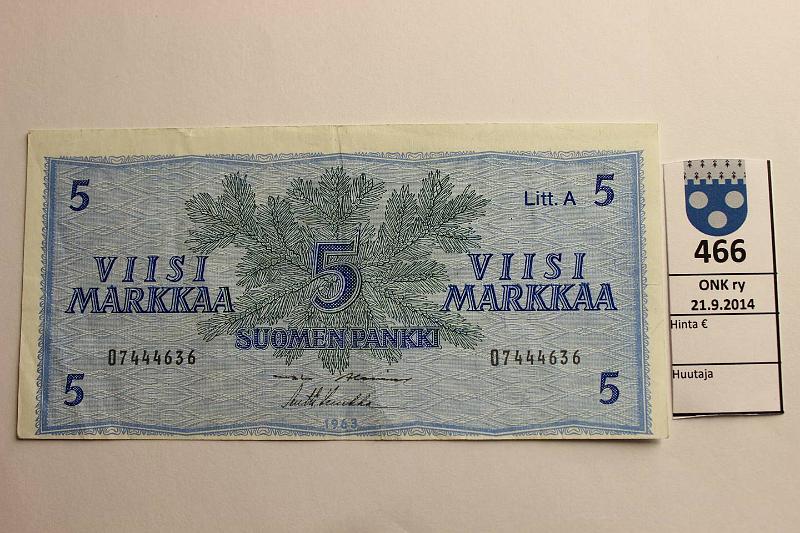 5
Litt. A 5
VIISI
MARKKAA
5
VIISI
MARKKAA
SUOMEN PANKKI
07444636
07444636
5
5
1963
466
ONK ry
21.9.2014
Hinta €
Huutaja